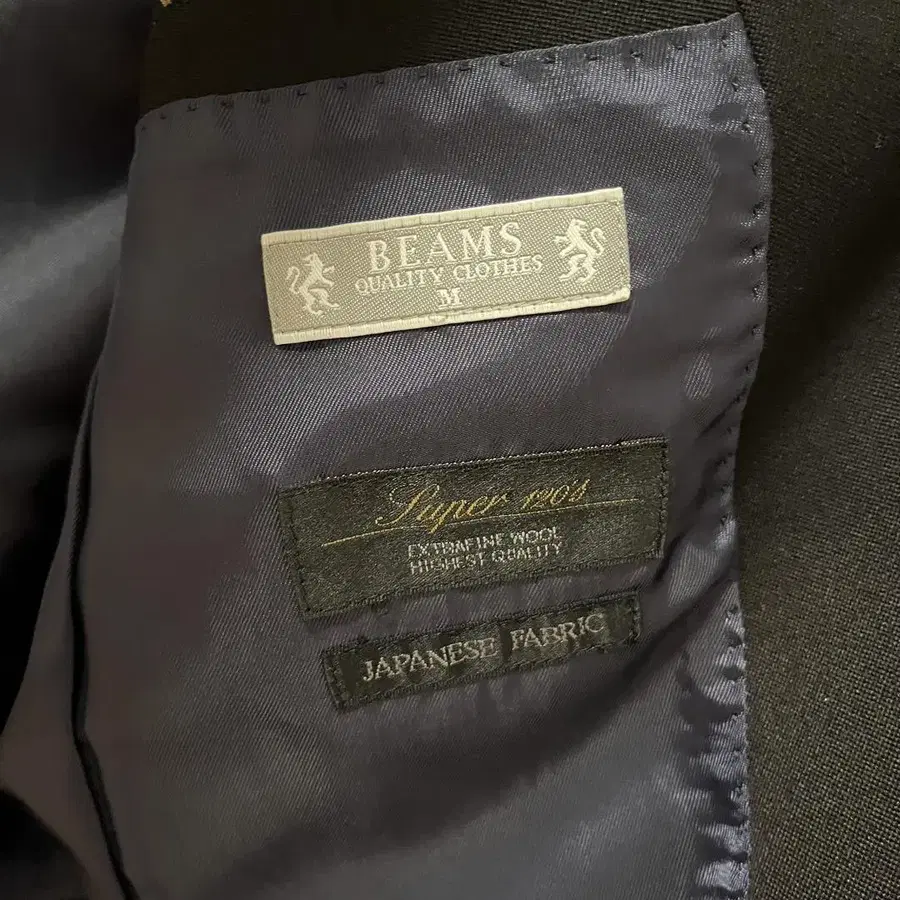 BEAMS
QUALITY CLOTHES
M
Super 120's
EXTRAFINE WOOL
HIGHEST QUALITY
JAPANESE FABRIC